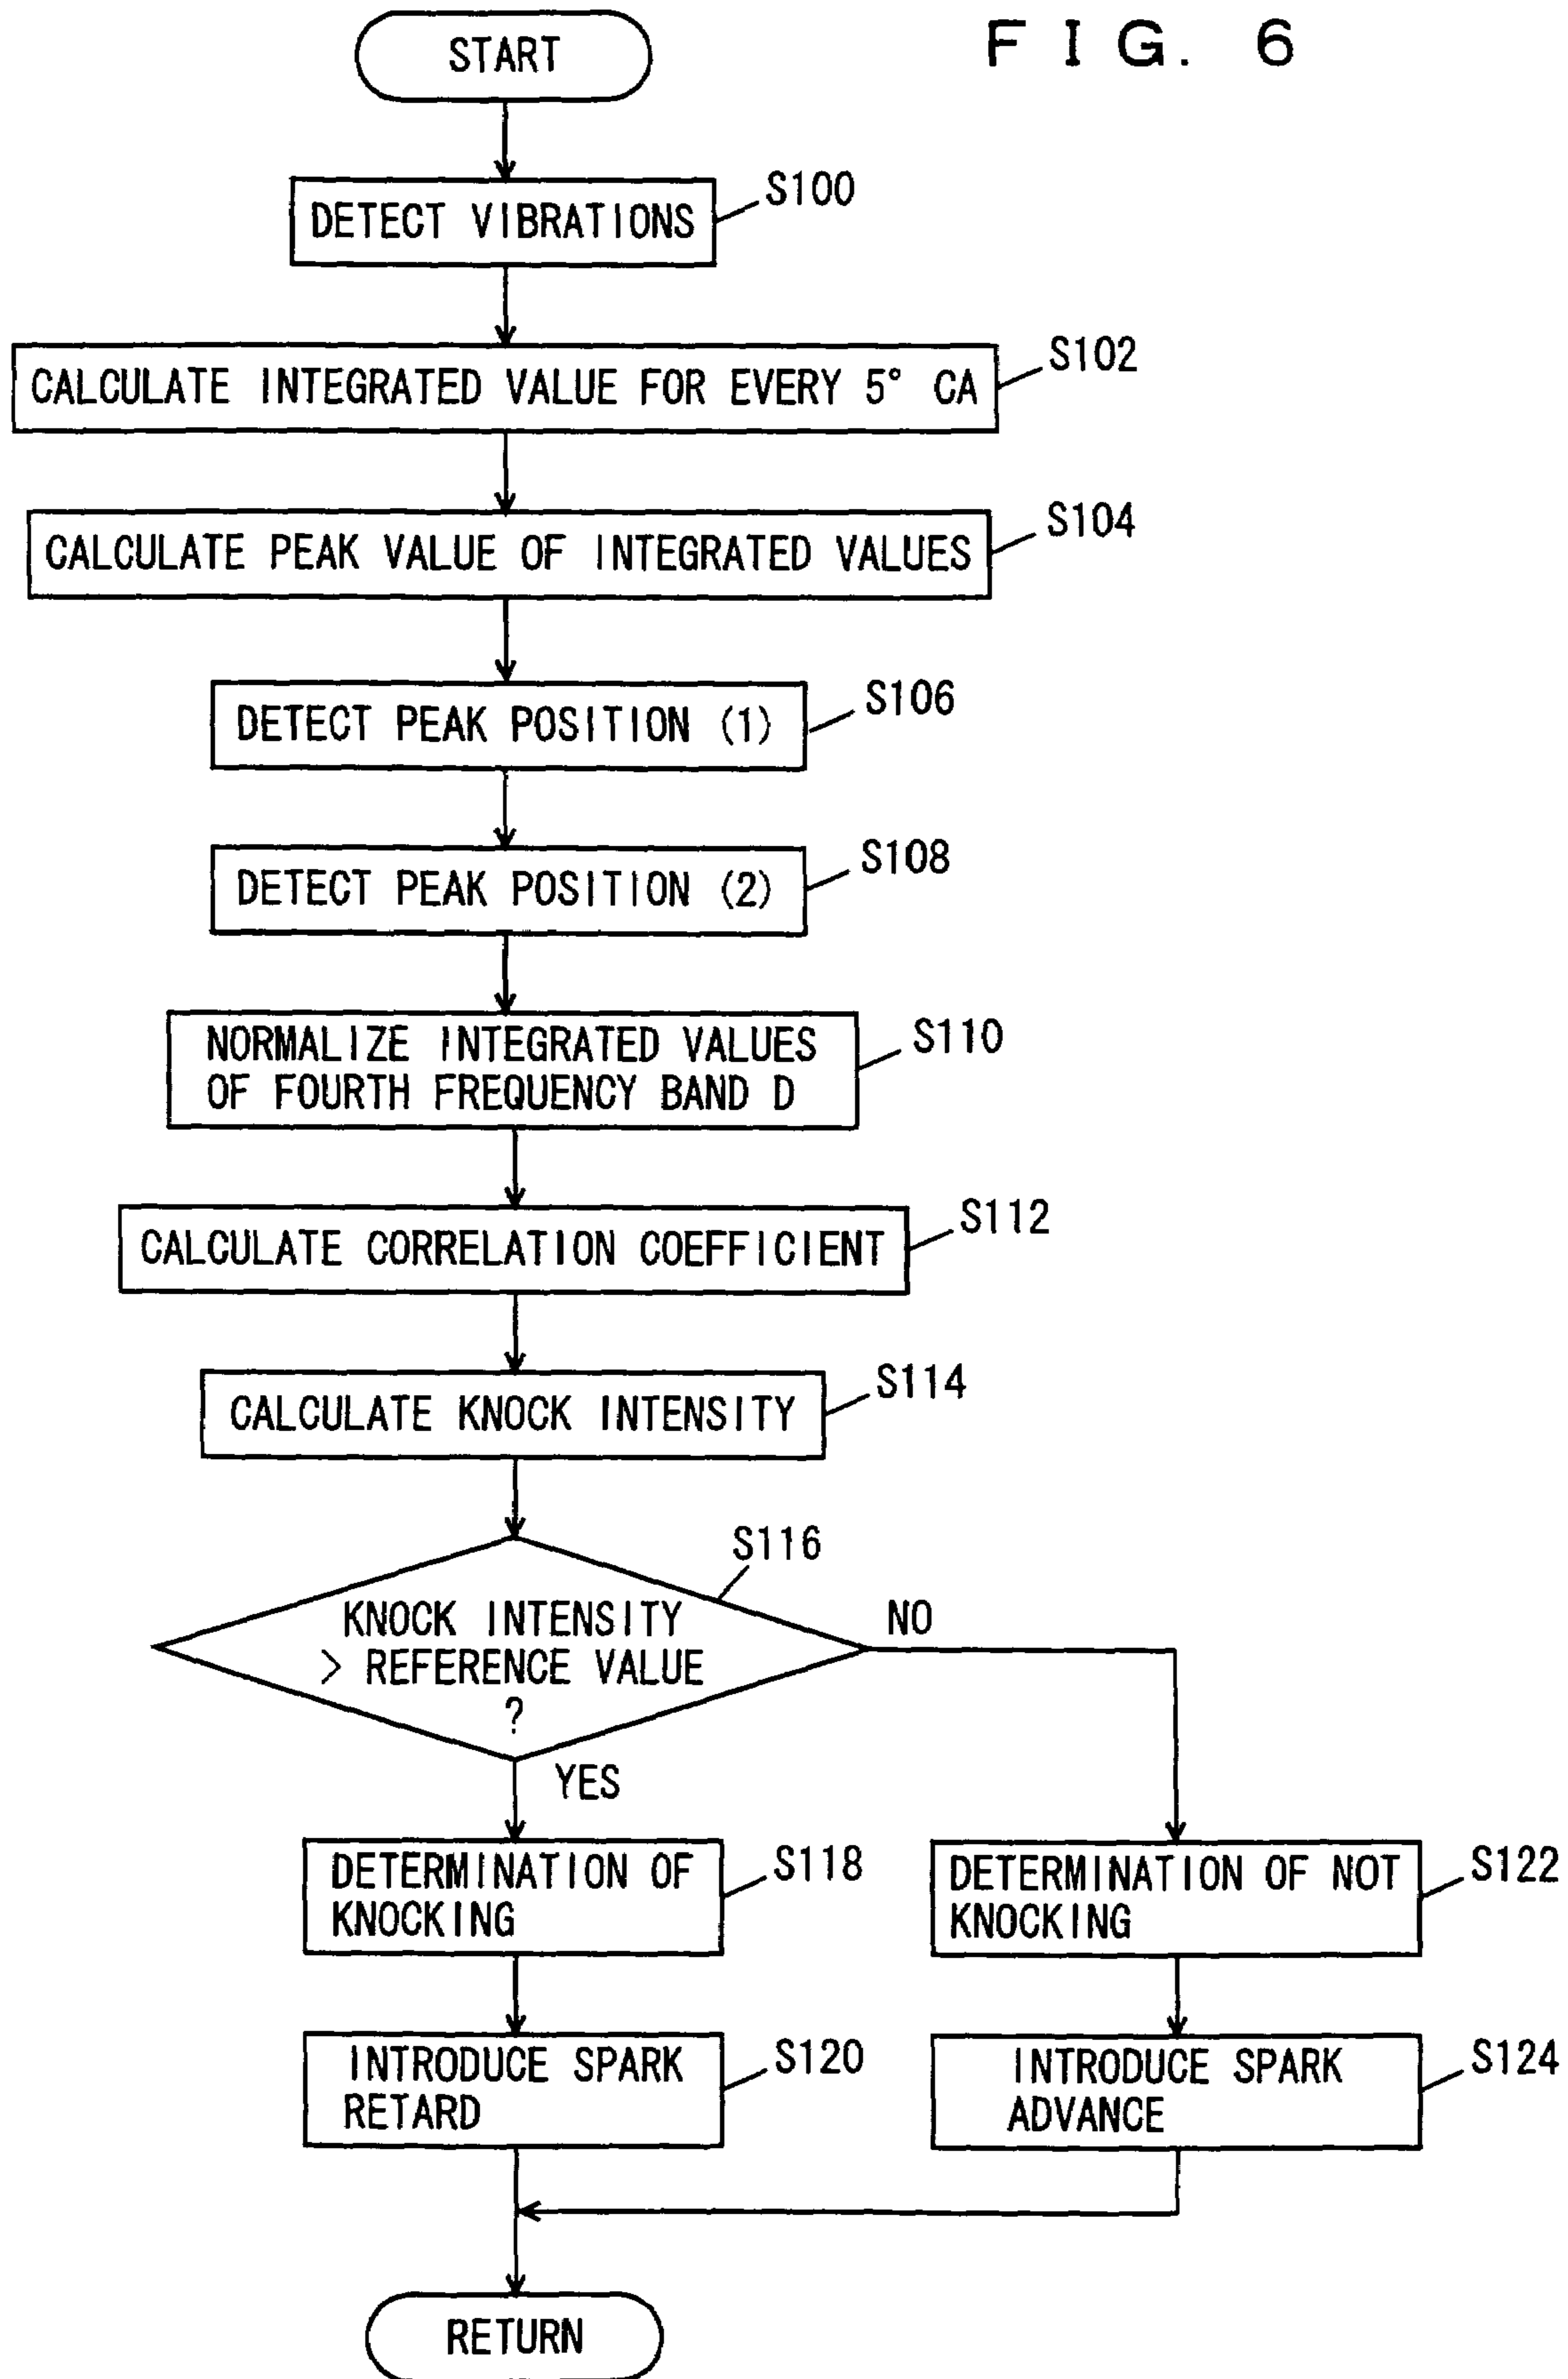 FIG. 6
START
DETECT VIBRATIONS
S100
CALCULATE INTEGRATED VALUE FOR EVERY 5° CA
S102
CALCULATE PEAK VALUE OF INTEGRATED VALUES
S104
DETECT PEAK POSITION (1)
S106
DETECT PEAK POSITION (2)
S108
NORMALIZE INTEGRATED VALUES
OF FOURTH FREQUENCY BAND D
S110
CALCULATE CORRELATION COEFFICIENT
S112
CALCULATE KNOCK INTENSITY
S114
S116
KNOCK INTENSITY
> REFERENCE VALUE
?
NO
YES
DETERMINATION OF
KNOCKING
S118
DETERMINATION OF NOT
KNOCKING
S122
INTRODUCE SPARK
RETARD
S120
INTRODUCE SPARK
ADVANCE
S124
RETURN